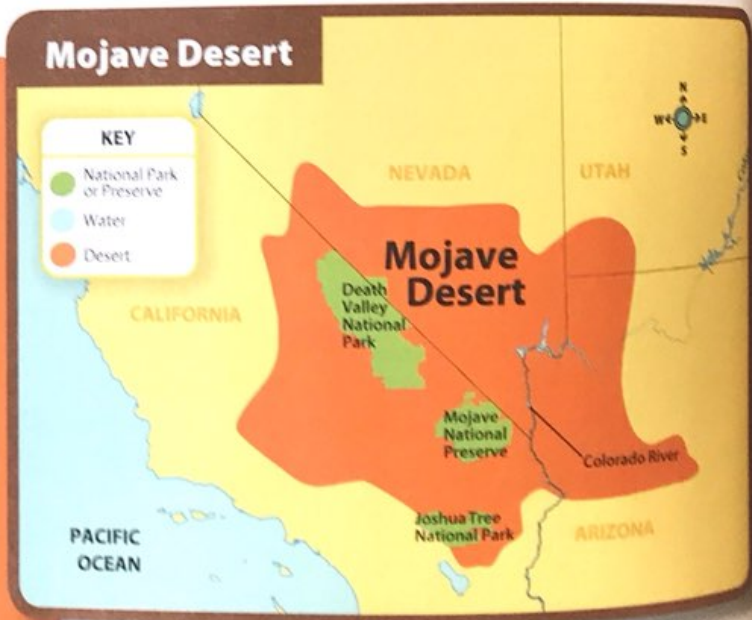 Mojave Desert
N
W
E
S
KEY
National Park
or Preserve
Water
Desert
NEVADA
UTAH
Mojave
Desert
CALIFORNIA
Death
Valley
National
Park
Mojave
National
Preserve
Colorado River
Joshua Tree
National Park
ARIZONA
PACIFIC
OCEAN